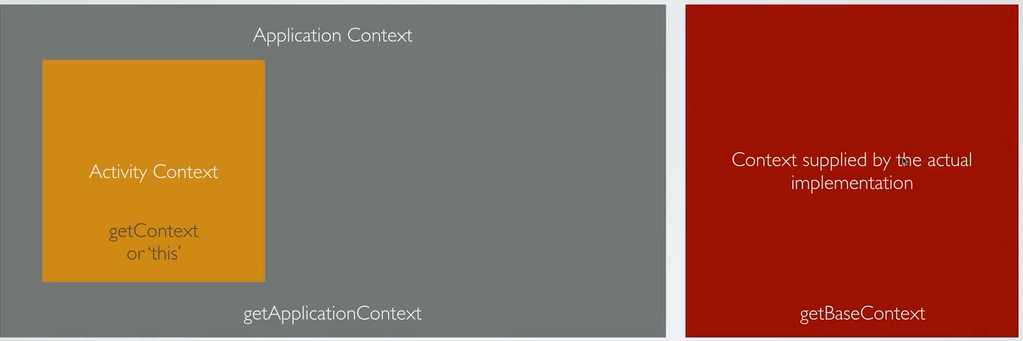 Application Context
Activity Context
getContext
or ‘this’
getApplicationContext
Context supplied by the actual
implementation
getBaseContext